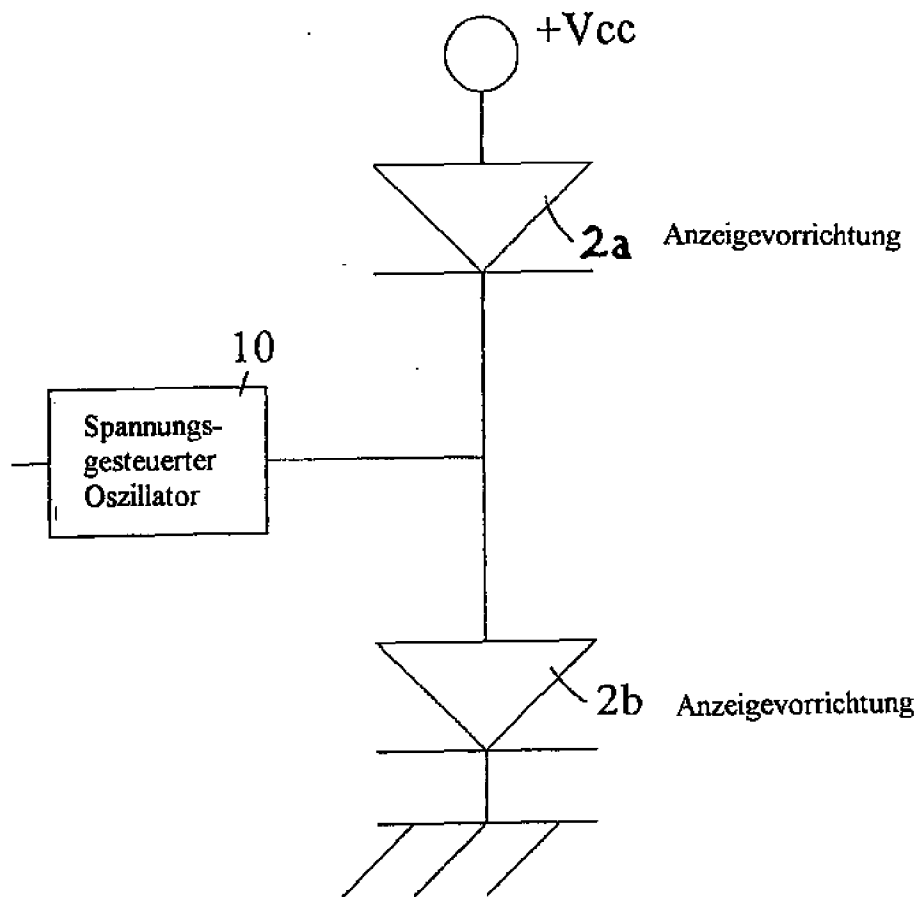 +Vcc
2a Anzeigevorrichtung
10
Spannungs-
gesteuerter
Oszillator
2b Anzeigevorrichtung